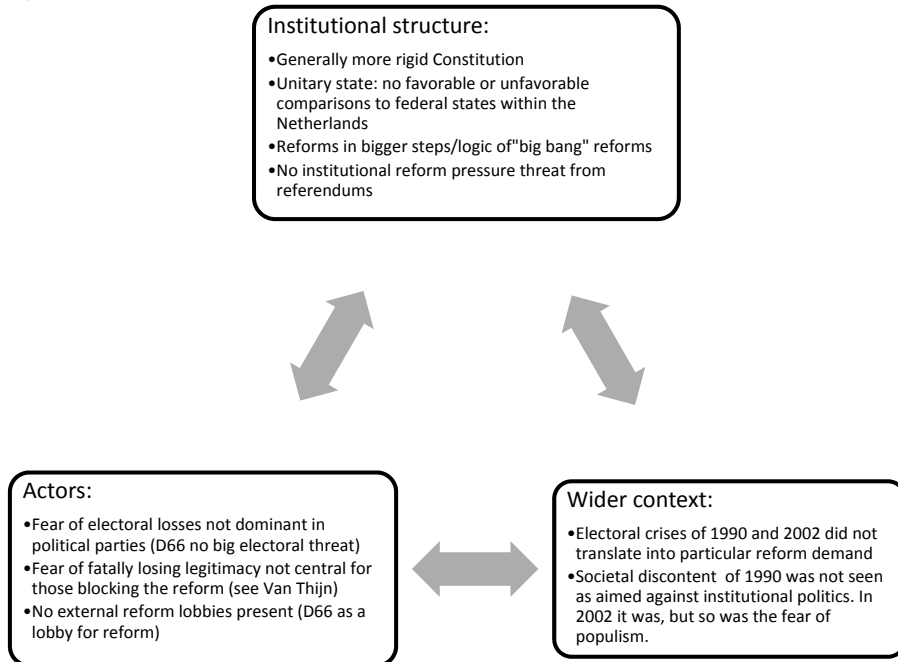 Institutional structure:
•Generally more rigid Constitution
•Unitary state: no favorable or unfavorable
comparisons to federal states within the
Netherlands
•Reforms in bigger steps/logic of"big bang" reforms
•No institutional reform pressure threat from
referendums
Actors:
•Fear of electoral losses not dominant in
political parties (D66 no big electoral threat)
•Fear of fatally losing legitimacy not central for
those blocking the reform (see Van Thijn)
•No external reform lobbies present (D66 as a
lobby for reform)
Wider context:
•Electoral crises of 1990 and 2002 did not
translate into particular reform demand
•Societal discontent of 1990 was not seen
as aimed against institutional politics. In
2002 it was, but so was the fear of
populism.